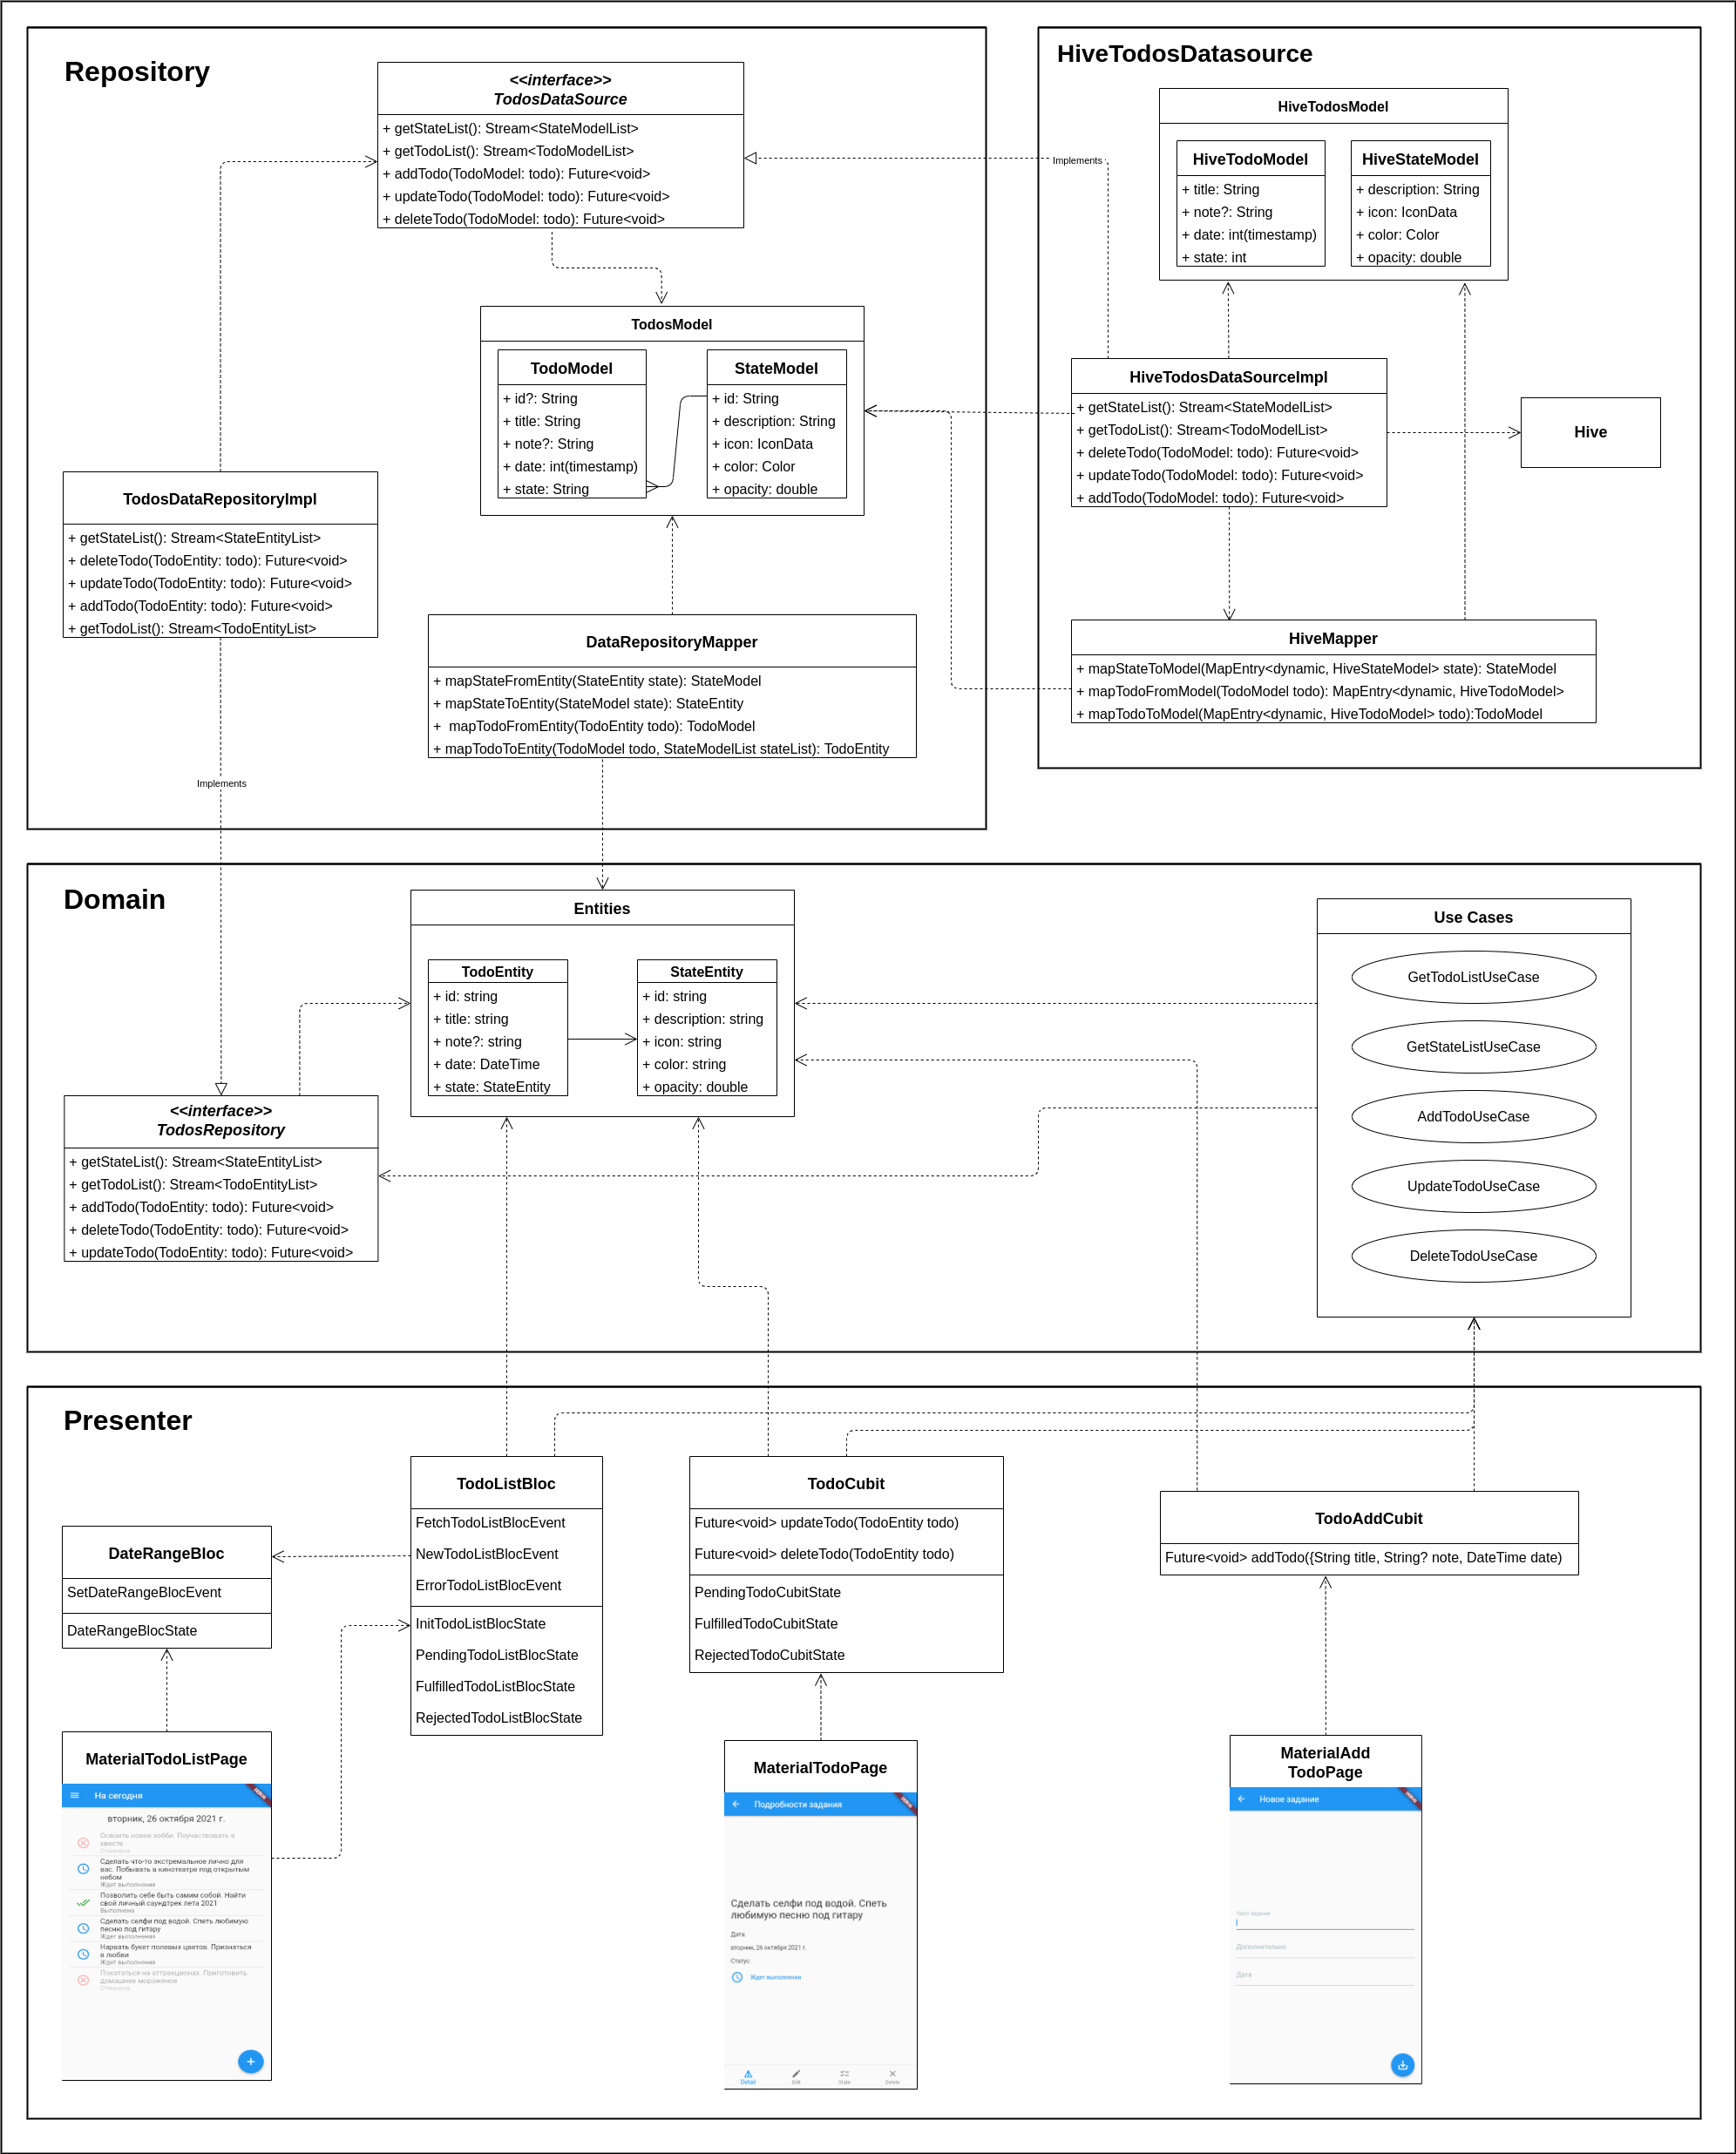 Repository
<<interface>>
TodosDataSource
+ getStateList(): Stream<StateModelList>
+ getTodoList(): Stream<TodoModelList>
+ addTodo(TodoModel: todo): Future<void>
+ updateTodo(TodoModel: todo): Future<void>
+ deleteTodo(TodoModel: todo): Future<void>
TodosModel
TodoModel
+ id?: String
+ title: String
+ note?: String
+ date: int(timestamp)
+ state: String
StateModel
+ id: String
+ description: String
+ icon: IconData
+ color: Color
+ opacity: double
TodosDataRepositoryImpl
+ getStateList(): Stream<StateEntityList>
+ deleteTodo(TodoEntity: todo): Future<void>
+ updateTodo(TodoEntity: todo): Future<void>
+ addTodo(TodoEntity: todo): Future<void>
+ getTodoList(): Stream<TodoEntityList>
DataRepositoryMapper
+ mapStateFromEntity(StateEntity state): StateModel
+ mapStateToEntity(StateModel state): StateEntity
+  mapTodoFromEntity(TodoEntity todo): TodoModel
+ mapTodoToEntity(TodoModel todo, StateModelList stateList): TodoEntity
Implements
HiveTodosDatasource
HiveTodosModel
HiveTodoModel
+ title: String
+ note?: String
+ date: int(timestamp)
+ state: int
HiveStateModel
+ description: String
+ icon: IconData
+ color: Color
+ opacity: double
Implements
HiveTodosDataSourceImpl
+ getStateList(): Stream<StateModelList>
+ getTodoList(): Stream<TodoModelList>
+ deleteTodo(TodoModel: todo): Future<void>
+ updateTodo(TodoModel: todo): Future<void>
+ addTodo(TodoModel: todo): Future<void>
Hive
HiveMapper
+ mapStateToModel(MapEntry<dynamic, HiveStateModel> state): StateModel
+ mapTodoFromModel(TodoModel todo): MapEntry<dynamic, HiveTodoModel>
+ mapTodoToModel(MapEntry<dynamic, HiveTodoModel> todo):TodoModel
Domain
Entities
TodoEntity
+ id: string
+ title: string
+ note?: string
+ date: DateTime
+ state: StateEntity
StateEntity
+ id: string
+ description: string
+ icon: string
+ color: string
+ opacity: double
<<interface>>
TodosRepository
+ getStateList(): Stream<StateEntityList>
+ getTodoList(): Stream<TodoEntityList>
+ addTodo(TodoEntity: todo): Future<void>
+ deleteTodo(TodoEntity: todo): Future<void>
+ updateTodo(TodoEntity: todo): Future<void>
Use Cases
GetTodoListUseCase
GetStateListUseCase
AddTodoUseCase
UpdateTodoUseCase
DeleteTodoUseCase
Presenter
DateRangeBloc
SetDateRangeBlocEvent
DateRangeBlocState
TodoListBloc
FetchTodoListBlocEvent
NewTodoListBlocEvent
ErrorTodoListBlocEvent
InitTodoListBlocState
PendingTodoListBlocState
FulfilledTodoListBlocState
RejectedTodoListBlocState
TodoCubit
Future<void> updateTodo(TodoEntity todo)
Future<void> deleteTodo(TodoEntity todo)
PendingTodoCubitState
FulfilledTodoCubitState
RejectedTodoCubitState
TodoAddCubit
Future<void> addTodo({String title, String? note, DateTime date)
MaterialTodoListPage
На сегодня
вторник, 26 октября 2021 г.
Освоить новое хобби. Поучаствовать в
квесте
Отменена
Сделать что-то экстремальное лично для
вас. Побывать в кинотеатре под открытым
небом
Ждет выполнения
Позволить себе быть самим собой. Найти
свой личный саундтрек лета 2021
Выполнена
Сделать селфи под водой. Спеть любимую
песню под гитару
Ждет выполнения
Нарвать букет полевых цветов. Признаться
в любви
Ждет выполнения
Покататься на аттракционах. Приготовить
домашнее мороженое
Отменена
MaterialTodoPage
Подробности задания
Сделать селфи под водой. Спеть
любимую песню под гитару
Дата:
вторник, 26 октября 2021 г.
Статус:
Ждет выполнения
Detail
Edit
State
Delete
MaterialAdd
TodoPage
Новое задание
Текст задания
Дополнительно
Дата